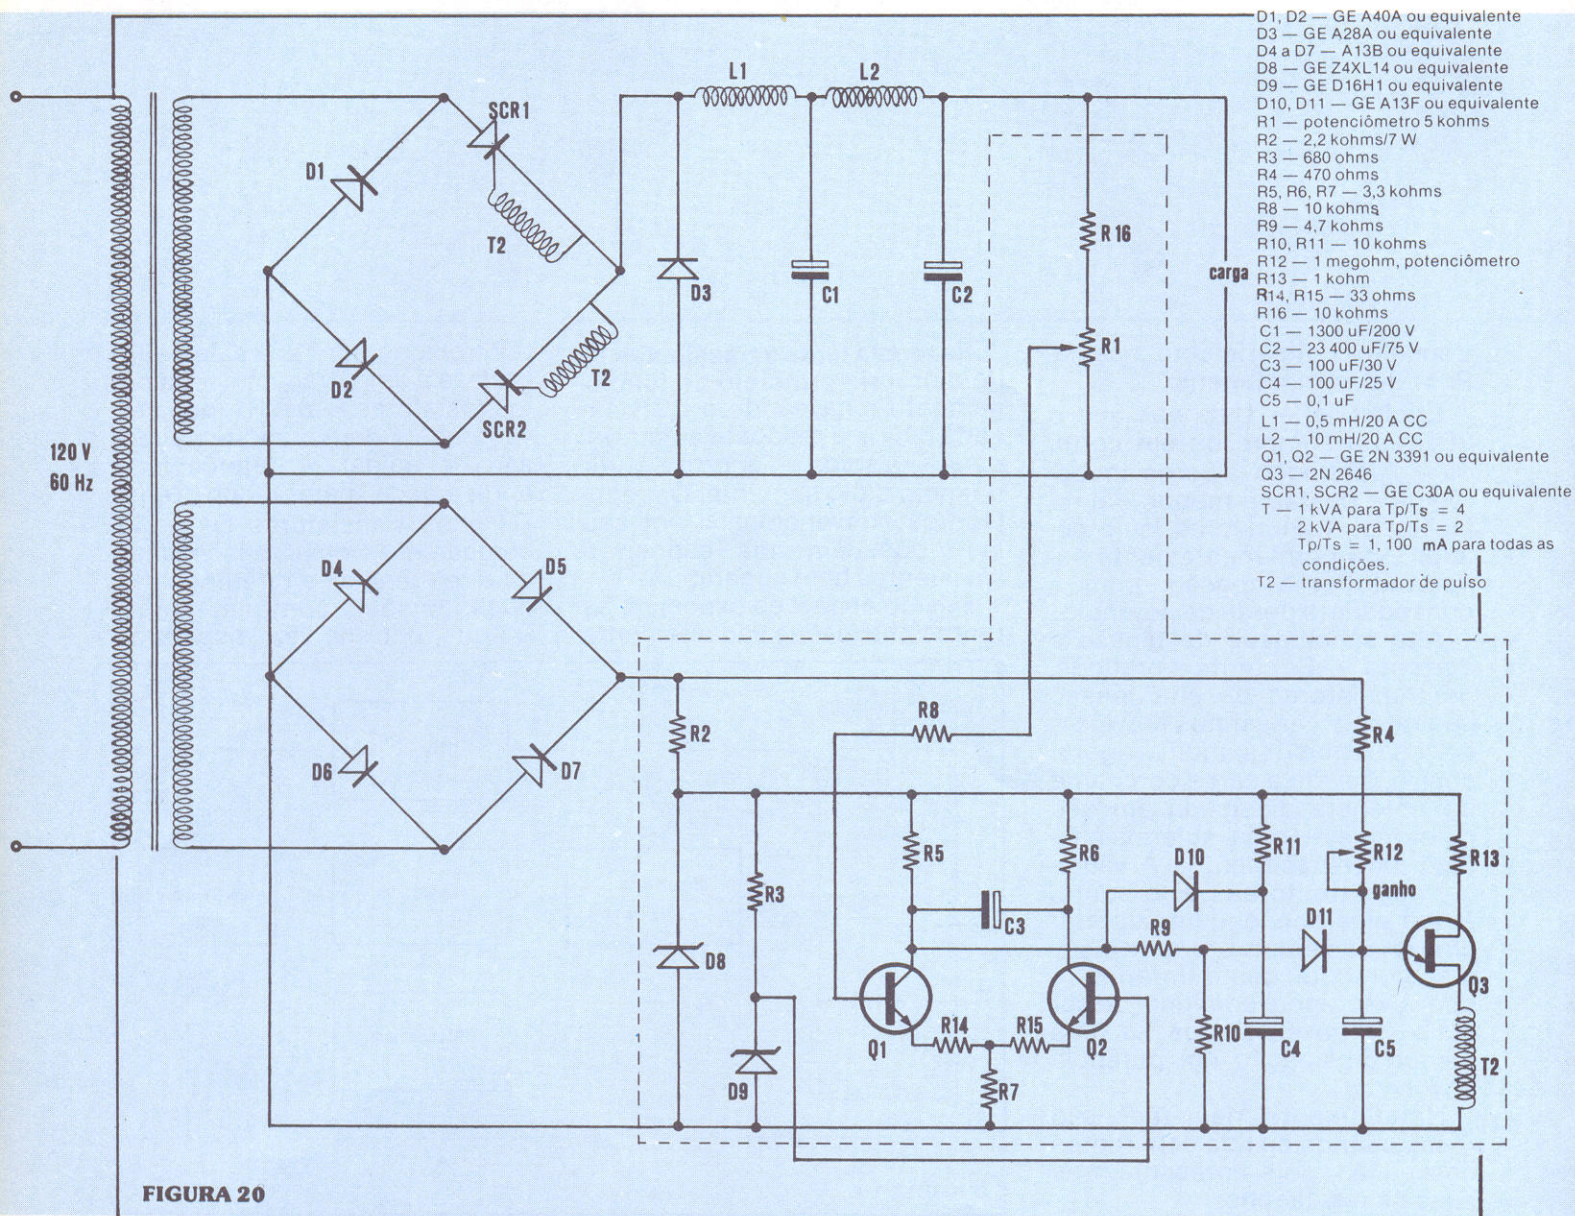 D1, D2 — GE A40A ou equivalente
D3 — GE A28A ou equivalente
D4 a D7 — A13B ou equivalente
D8 — GE Z4XL14 ou equivalente
D9 — GE D16H1 ou equivalente
D10, D11 — GE A13F ou equivalente
R1 — potenciômetro 5 kohms
R2 — 2,2 kohms/7 W
R3 — 680 ohms
R4 — 470 ohms
R5, R6, R7 — 3,3 kohms
R8 — 10 kohms
R9 — 4,7 kohms
R10, R11 — 10 kohms
R12 — 1 megohm, potenciômetro
R13 — 1 kohm
R14, R15 — 33 ohms
R16 — 10 kohms
C1 — 1300 uF/200 V
C2 — 23 400 uF/75 V
C3 — 100 uF/30 V
C4 — 100 uF/25 V
C5 — 0,1 uF
L1 — 0,5 mH/20 A CC
L2 — 10 mH/20 A CC
Q1, Q2 — GE 2N 3391 ou equivalente
Q3 — 2N 2646
SCR1, SCR2 — GE C30A ou equivalente
T — 1 kVA para Tp/Ts = 4
2 kVA para Tp/Ts = 2
Tp/Ts = 1, 100 mA para todas as
condições.
T2 — transformador de pulso
L1
L2
SCR1
D1
T2
D3
C1
C2
R16
carga
R1
D2
T2
SCR2
120 V
60 Hz
D4
D5
D6
D7
R2
R8
R4
R5
R6
D10
R11
R12
R13
R3
ganho
C3
R9
D11
D8
Q3
R14
R15
R10
Q1
Q2
C4
C5
T2
D9
R7
FIGURA 20